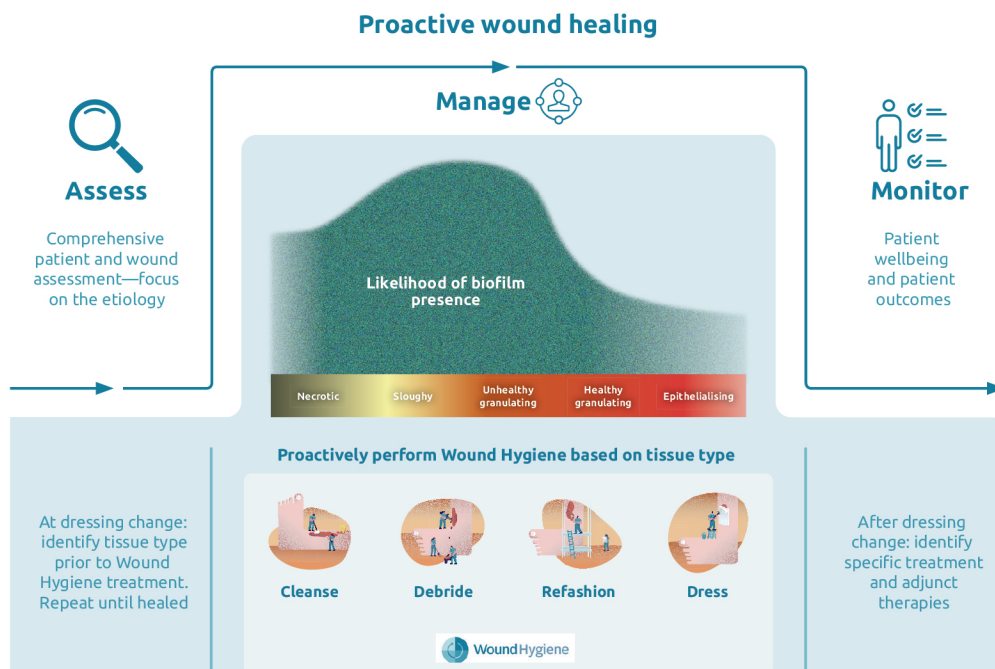 Proactive wound healing
Manage
Assess
Comprehensive
patient and wound
assessment—focus
on the etiology
Likelihood of biofilm
presence
Necrotic
Sloughy
Unhealthy
granulating
Healthy
granulating
Epithelialising
Monitor
Patient
wellbeing
and patient
outcomes
At dressing change:
identify tissue type
prior to Wound
Hygiene treatment.
Repeat until healed
Proactively perform Wound Hygiene based on tissue type
Cleanse
Debride
Refashion
Dress
WoundHygiene
After dressing
change: identify
specific treatment
and adjunct
therapies